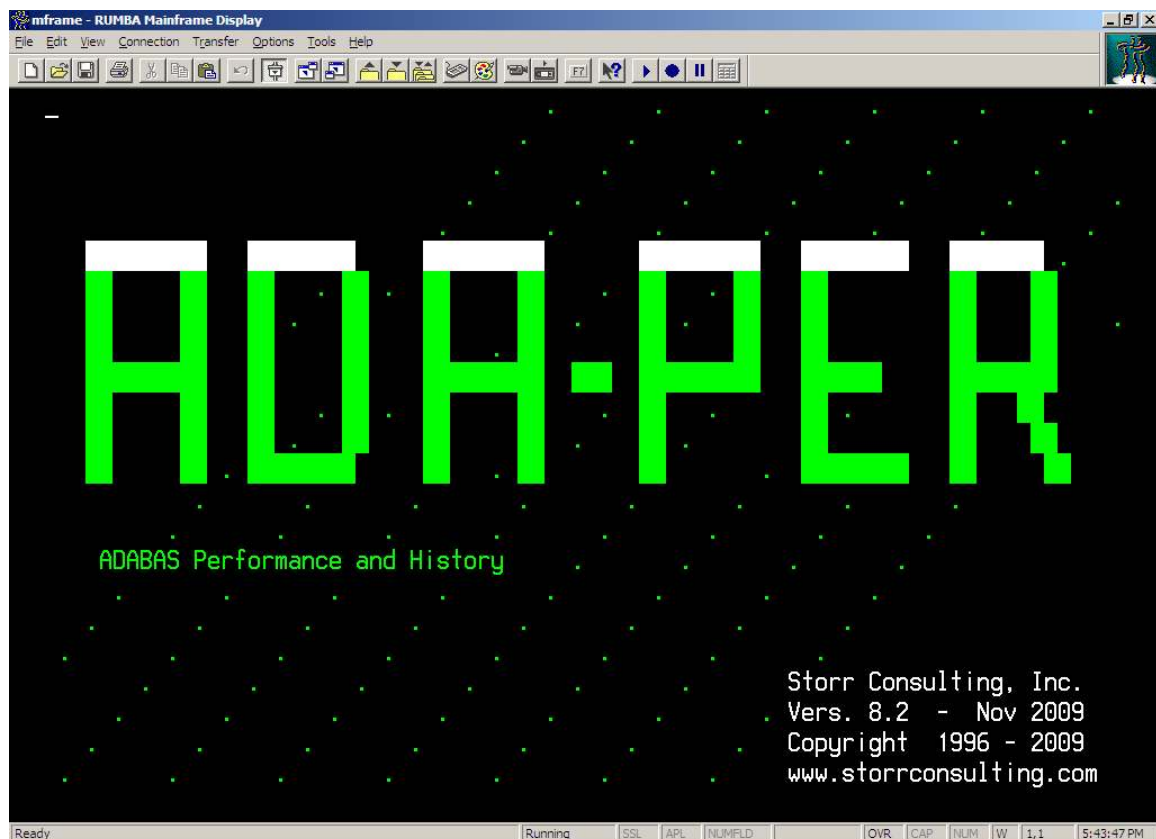 mframe - RUMBA Mainframe Display
File Edit View Connection Transfer Options Tools Help
F7
ADA-PER
ADABAS Performance and History
Storr Consulting, Inc.
Vers. 8.2 - Nov 2009
Copyright 1996 - 2009
www.storrconsulting.com
Ready Running SSL APL NUMFLD OVR CAP NUM W 1,1 5:43:47 PM